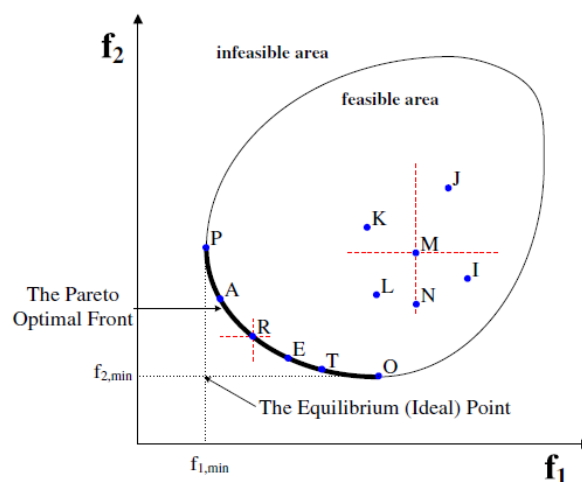 f2
infeasible area
feasible area
J
K
P
M
I
L
N
A
The Pareto
Optimal Front
R
E
T
O
f2,min
The Equilibrium (Ideal) Point
f1,min
f1